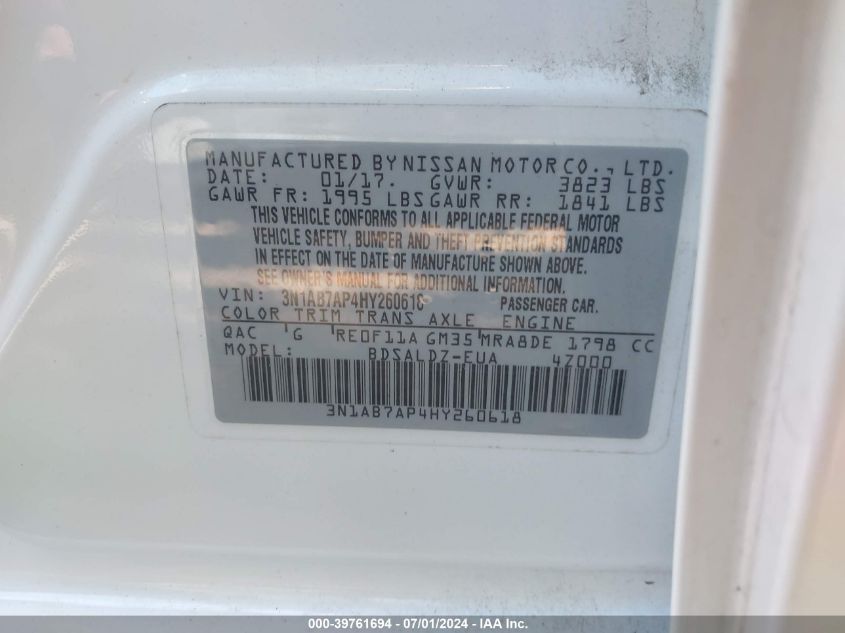 MANUFACTURED BY NISSAN MOTOR CO., LTD.
DATE: 01/17. GVWR: 3823 LBS
GAWR FR: 1995 LBS GAWR RR: 1841 LBS
THIS VEHICLE CONFORMS TO ALL APPLICABLE FEDERAL MOTOR
VEHICLE SAFETY, BUMPER AND THEFT PREVENTION STANDARDS
IN EFFECT ON THE DATE OF MANUFACTURE SHOWN ABOVE.
SEE OWNER'S MANUAL FOR ADDITIONAL INFORMATION.
VIN: 3N1AB7AP4HY260618 PASSENGER CAR.
COLOR TRIM TRANS AXLE ENGINE
QAC G RE0F11A GM35 MRA8DE 1798 CC
MODEL: BDSALDZ-EUA 47000
3N1AB7AP4HY260618
000-39761694 - 07/01/2024 - IAA Inc.